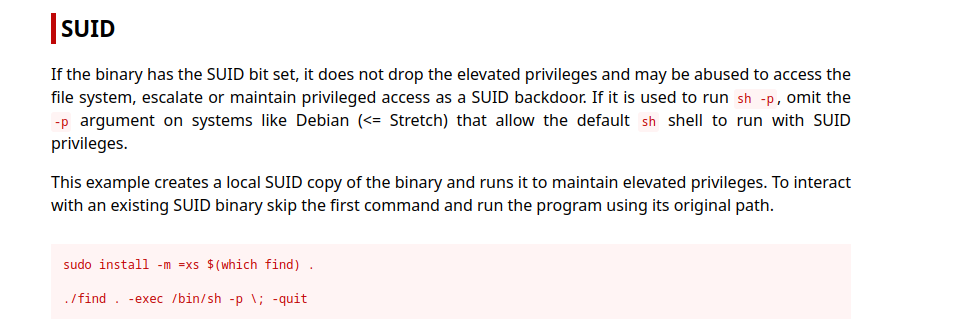 SUID
If the binary has the SUID bit set, it does not drop the elevated privileges and may be abused to access the
file system, escalate or maintain privileged access as a SUID backdoor. If it is used to run sh -p, omit the
-p argument on systems like Debian (<= Stretch) that allow the default sh shell to run with SUID
privileges.
This example creates a local SUID copy of the binary and runs it to maintain elevated privileges. To interact
with an existing SUID binary skip the first command and run the program using its original path.
sudo install -m =xs $(which find) .
./find . -exec /bin/sh -p \; -quit